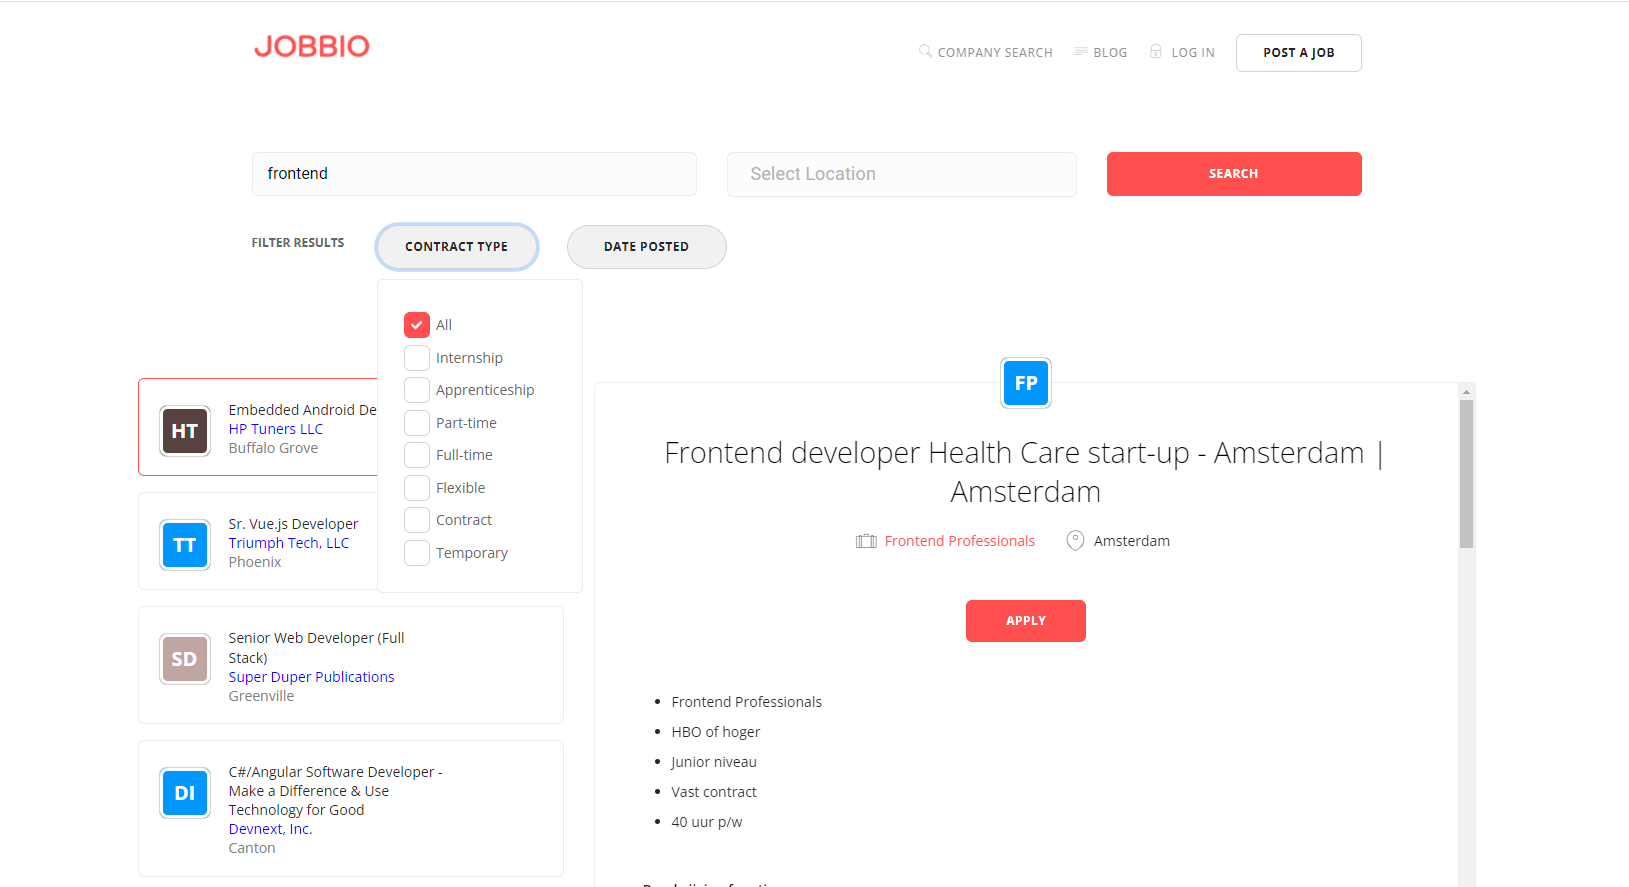 JOBBIO
COMPANY SEARCH
BLOG
LOG IN
POST A JOB
frontend
Select Location
SEARCH
FILTER RESULTS
CONTRACT TYPE
DATE POSTED
All
Internship
Apprenticeship
Part-time
Full-time
Flexible
Contract
Temporary
HT
Embedded Android De
HP Tuners LLC
Buffalo Grove
TT
Sr. Vue.js Developer
Triumph Tech, LLC
Phoenix
SD
Senior Web Developer (Full
Stack)
Super Duper Publications
Greenville
DI
C#/Angular Software Developer -
Make a Difference & Use
Technology for Good
Devnext, Inc.
Canton
FP
Frontend developer Health Care start-up - Amsterdam |
Amsterdam
Frontend Professionals
Amsterdam
APPLY
• Frontend Professionals
• HBO of hoger
• Junior niveau
• Vast contract
• 40 uur p/w